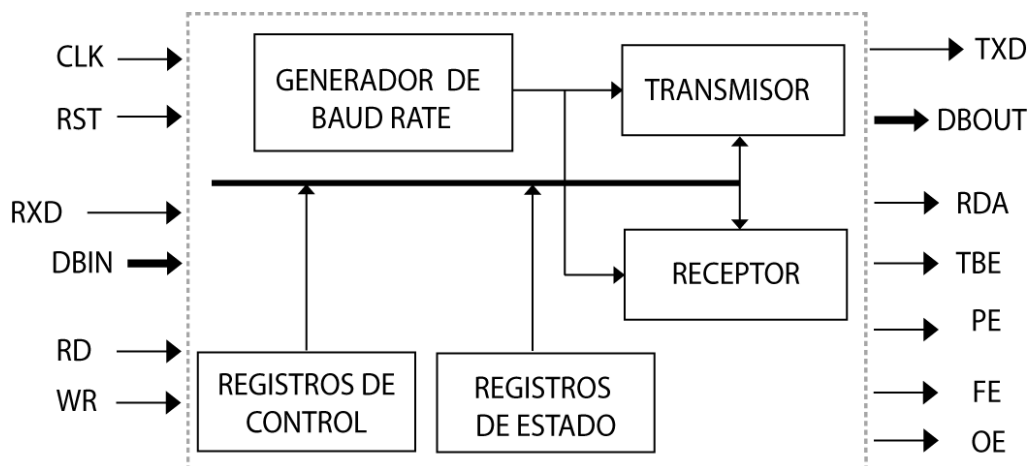 CLK
RST
RXD
DBIN
RD
WR
GENERADOR DE
BAUD RATE
TRANSMISOR
RECEPTOR
REGISTROS DE
CONTROL
REGISTROS
DE ESTADO
TXD
DBOUT
RDA
TBE
PE
FE
OE